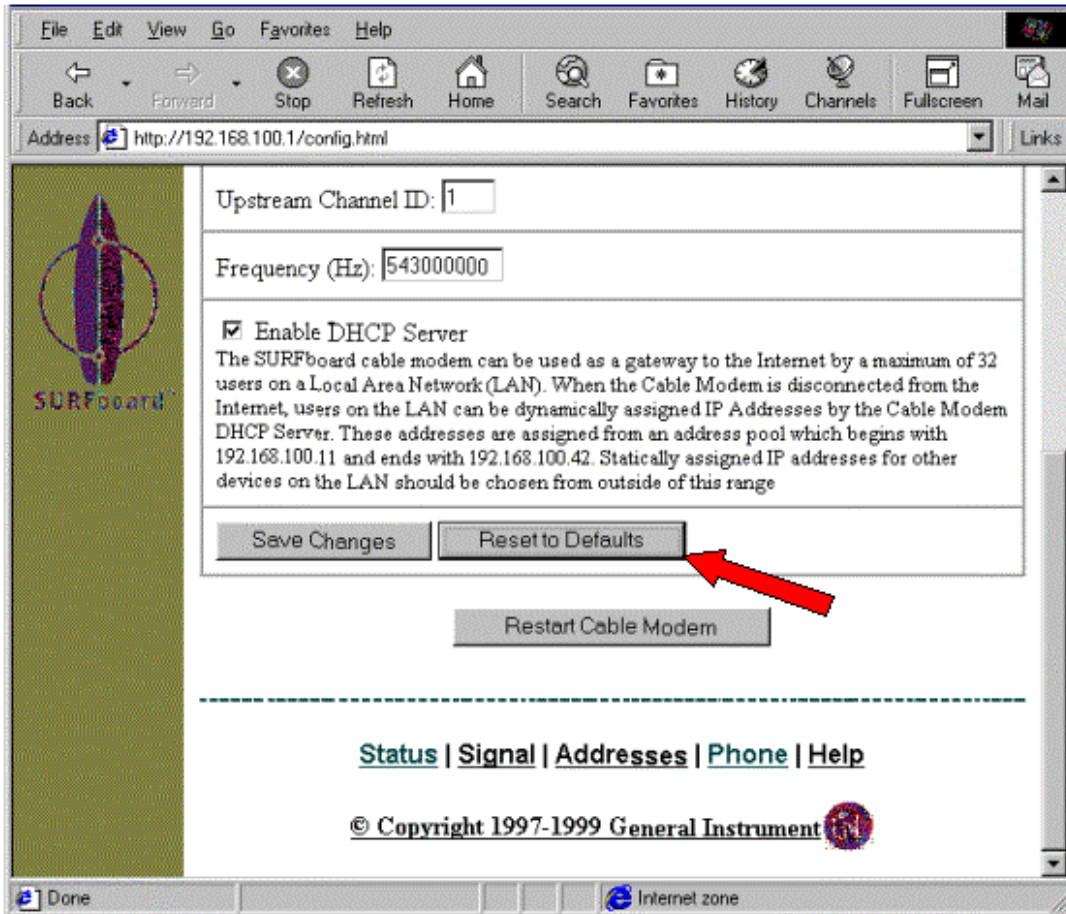 File Edit View Go Favorites Help
Back Forward Stop Refresh Home Search Favorites History Channels Fullscreen Mail
Address http://192.168.100.1/config.html Links
Upstream Channel ID: 1
Frequency (Hz): 543000000
Enable DHCP Server
The SURFboard cable modem can be used as a gateway to the Internet by a maximum of 32
users on a Local Area Network (LAN). When the Cable Modem is disconnected from the
Internet, users on the LAN can be dynamically assigned IP Addresses by the Cable Modem
DHCP Server. These addresses are assigned from an address pool which begins with
192.168.100.11 and ends with 192.168.100.42. Statically assigned IP addresses for other
devices on the LAN should be chosen from outside of this range
SURFboard™
Save Changes Reset to Defaults
Restart Cable Modem
Status | Signal | Addresses | Phone | Help
© Copyright 1997-1999 General Instrument
Done Internet zone